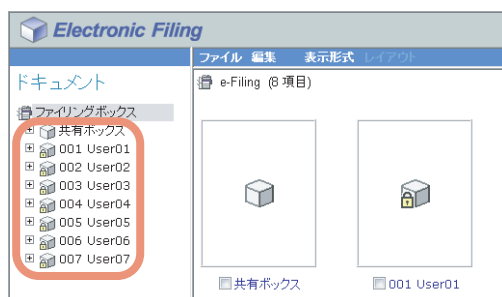 Electronic Filing
ファイル 編集 表示形式 レイアウト
ドキュメント
e-Filing (8 項目)
ファイリングボックス
共有ボックス
001 User01
002 User02
003 User03
004 User04
005 User05
006 User06
007 User07
共有ボックス
001 User01